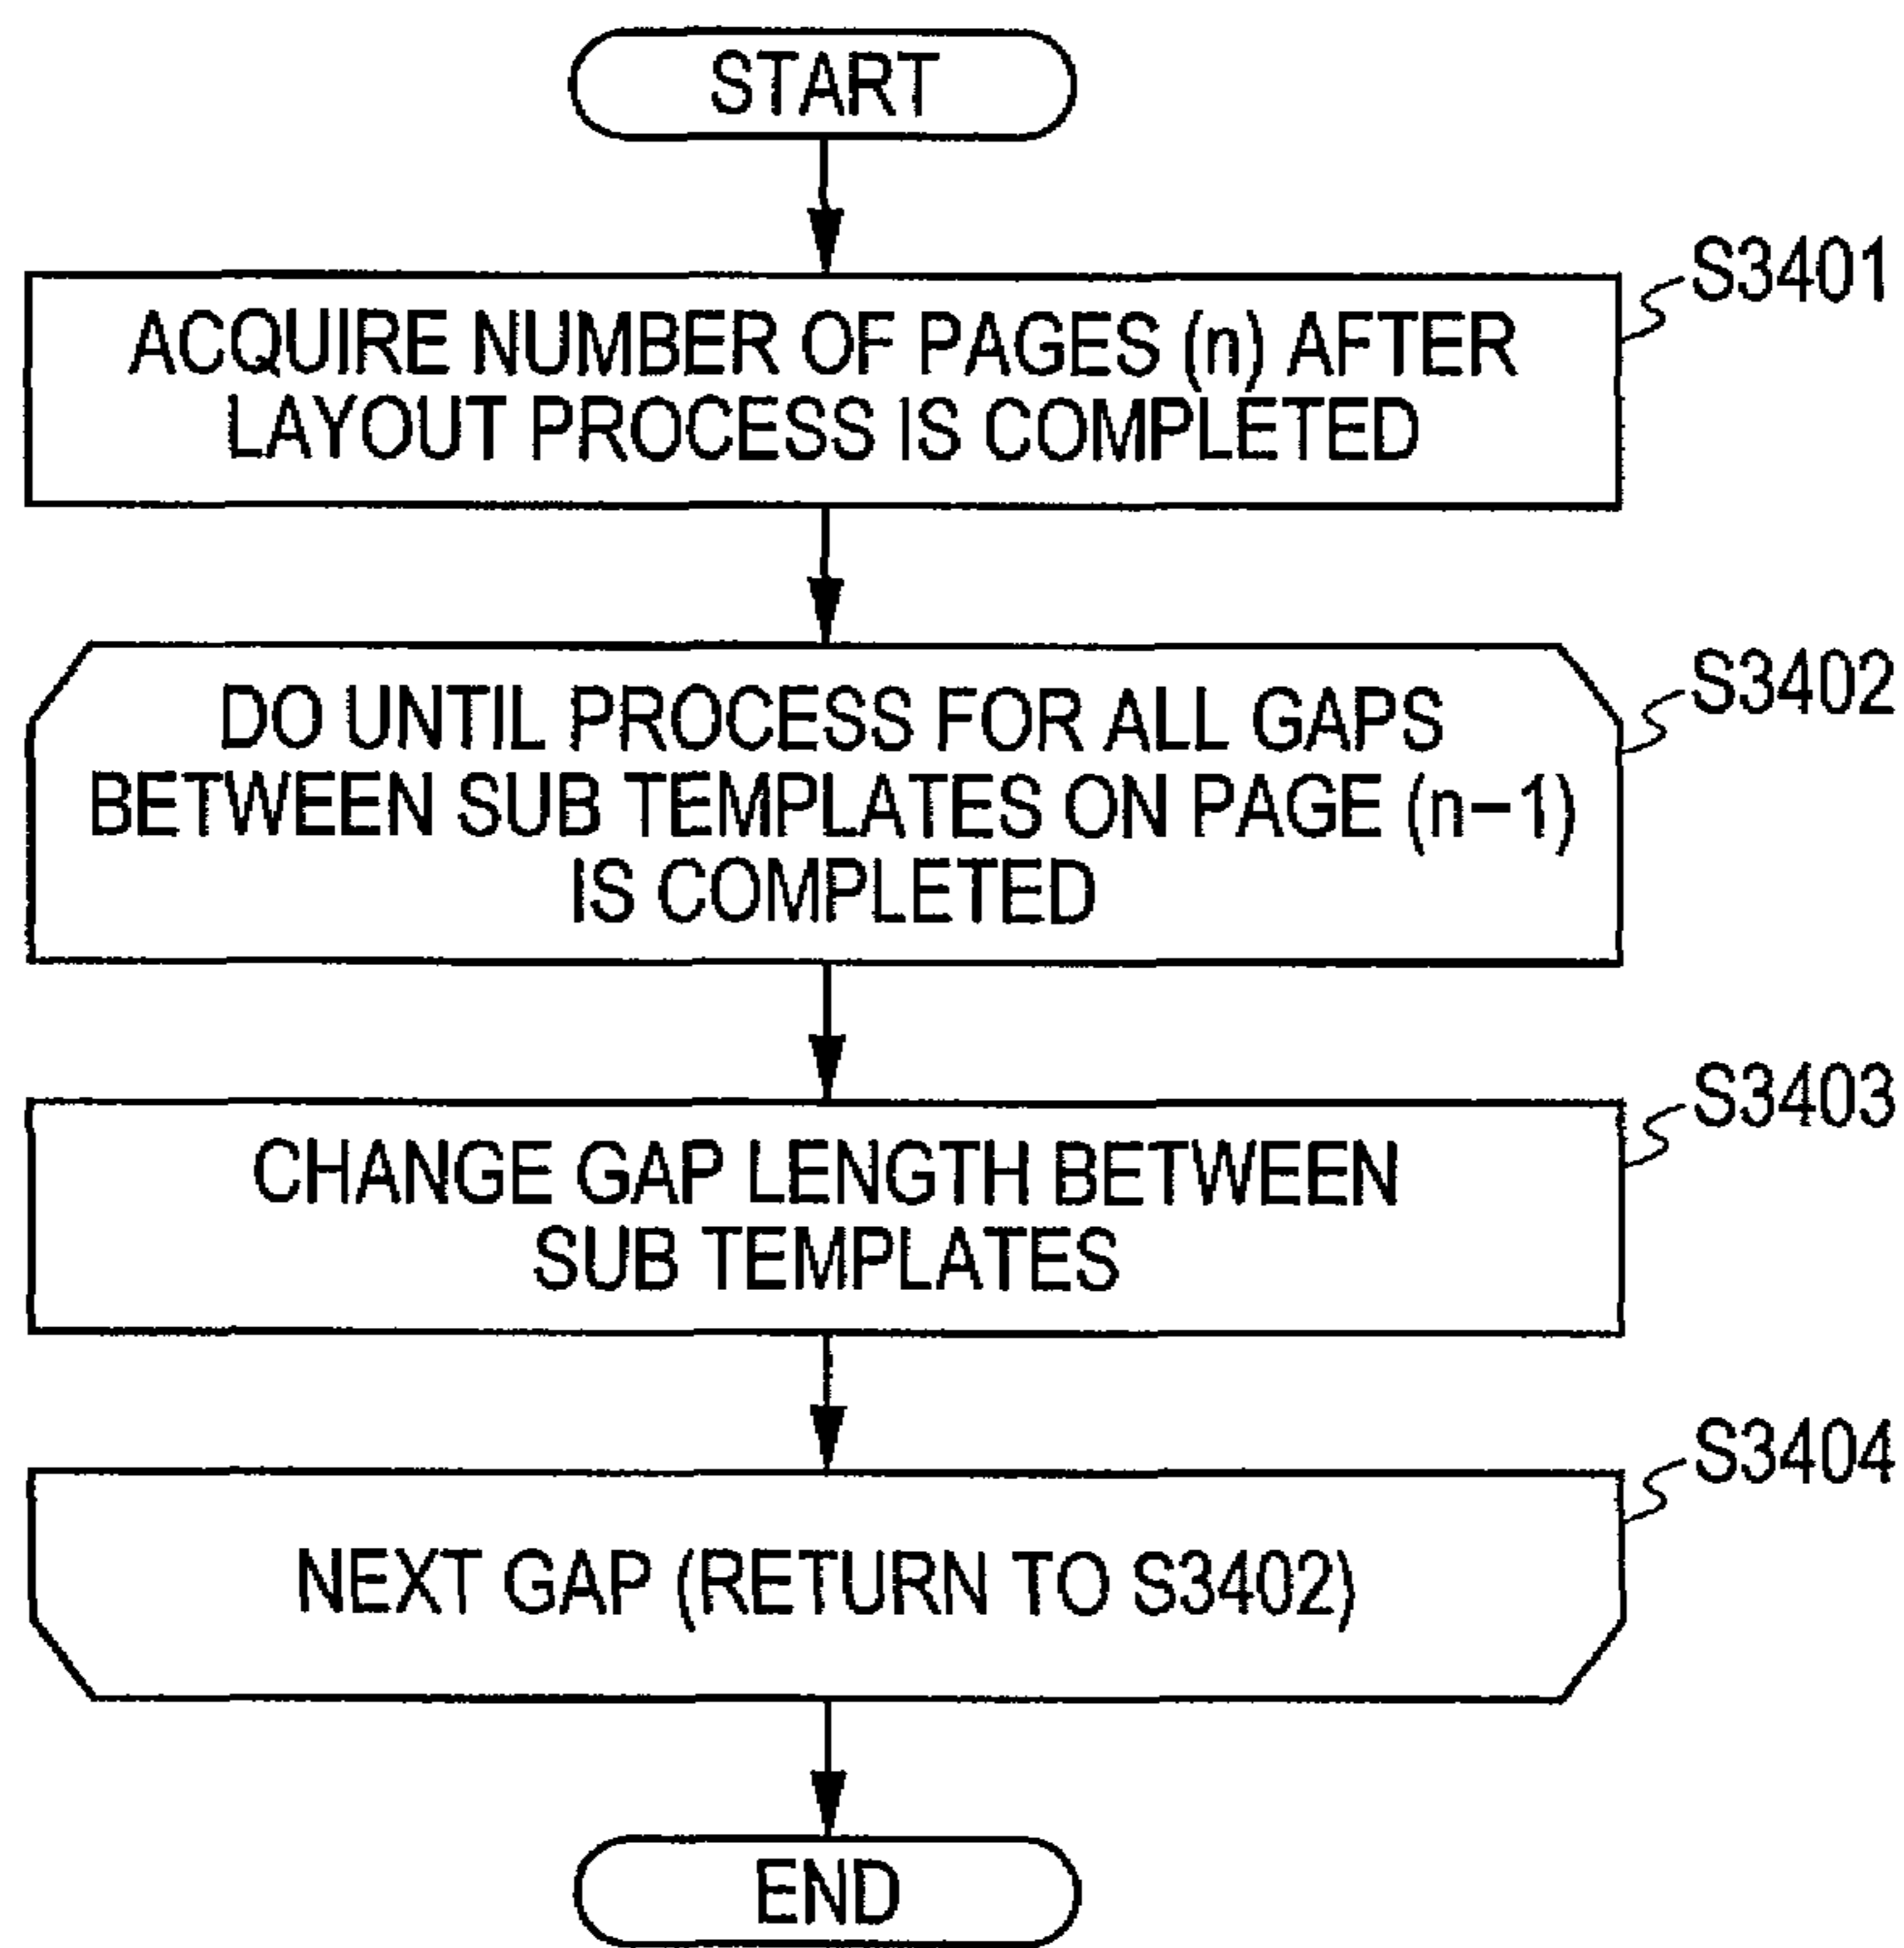 START
S3401
ACQUIRE NUMBER OF PAGES (n) AFTER
LAYOUT PROCESS IS COMPLETED
S3402
DO UNTIL PROCESS FOR ALL GAPS
BETWEEN SUB TEMPLATES ON PAGE (n-1)
IS COMPLETED
S3403
CHANGE GAP LENGTH BETWEEN
SUB TEMPLATES
S3404
NEXT GAP (RETURN TO S3402)
END